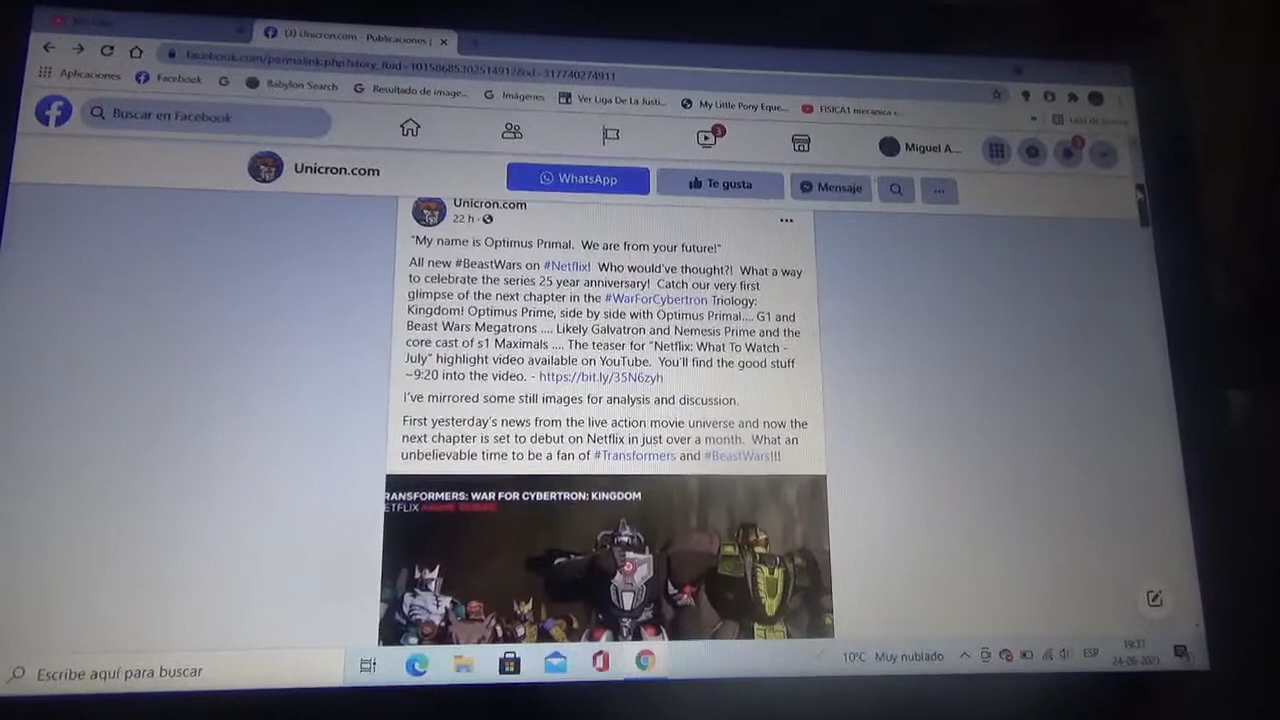 (3) Unicron.com - Publicaciones |
Aplicaciones Facebook Babylon Search Resultado de image... Imágenes Ver Liga De La Justi... My Little Pony Eque... FISICA1 mecanica
Buscar en Facebook
3
Miguel A...
Unicron.com
WhatsApp
Te gusta
Mensaje
Unicron.com
22 h
"My name is Optimus Primal. We are from your future!"
All new #BeastWars on #Netflix! Who would've thought?! What a way
to celebrate the series 25 year anniversary! Catch our very first
glimpse of the next chapter in the #WarForCybertron Triology:
Kingdom! Optimus Prime, side by side with Optimus Primal.... G1 and
Beast Wars Megatrons .... Likely Galvatron and Nemesis Prime and the
core cast of s1 Maximals .... The teaser for "Netflix: What To Watch -
July" highlight video available on YouTube. You'll find the good stuff
~9:20 into the video. - https://bit.ly/35N6zyh
I've mirrored some still images for analysis and discussion.
First yesterday's news from the live action movie universe and now the
next chapter is set to debut on Netflix in just over a month. What an
unbelievable time to be a fan of #Transformers and #BeastWars!!!
RANSFORMERS: WAR FOR CYBERTRON: KINGDOM
ETFLIX
Escribe aquí para buscar
10°C Muy nublado
ESP
19:37
24-06-2021